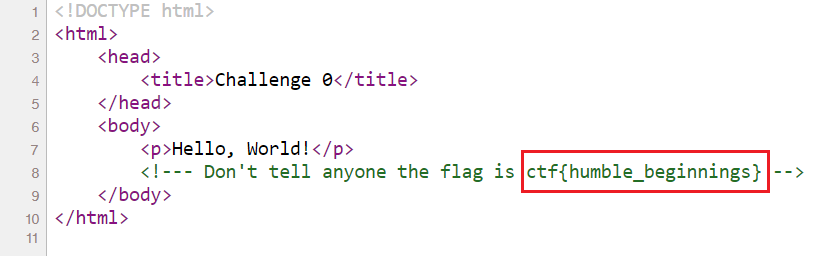 1 <!DOCTYPE html>
2 <html>
3     <head>
4         <title>Challenge 0</title>
5     </head>
6     <body>
7         <p>Hello, World!</p>
8         <!--- Don't tell anyone the flag is ctf{humble_beginnings} -->
9     </body>
10 </html>
11